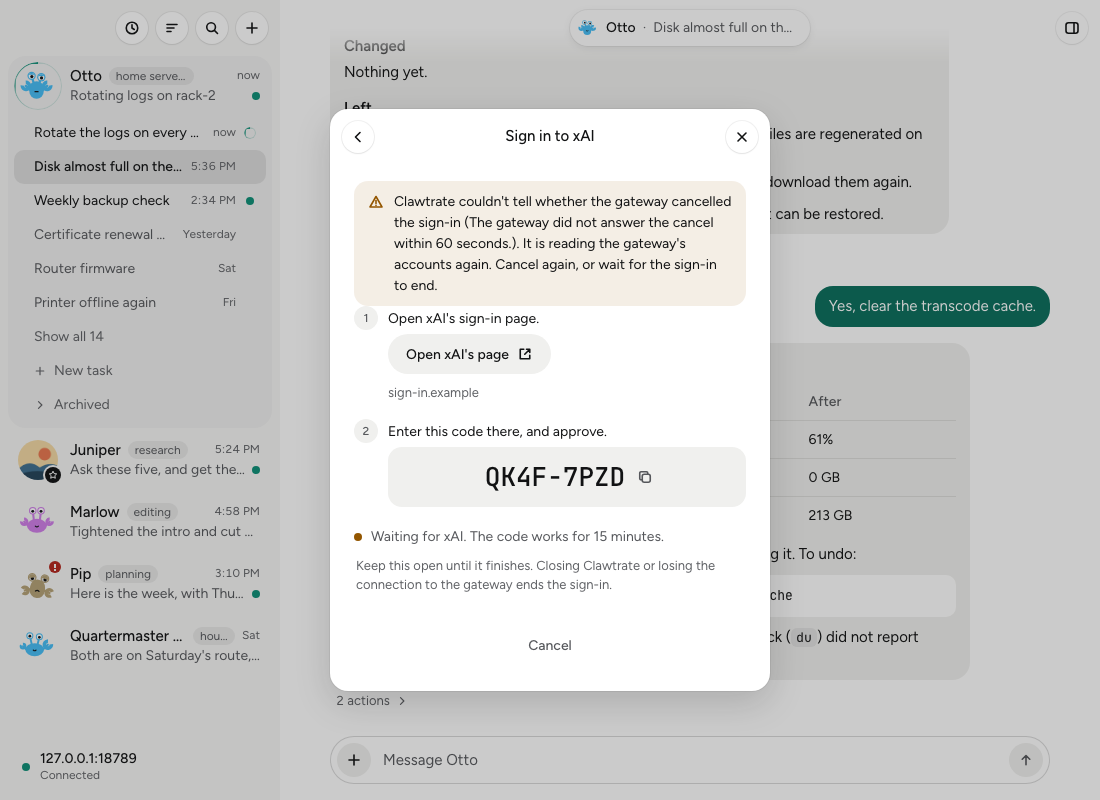 Otto
home serve...
now
Rotating logs on rack-2
Rotate the logs on every ...
now
Disk almost full on the...
5:36 PM
Weekly backup check
2:34 PM
Certificate renewal ...
Yesterday
Router firmware
Sat
Printer offline again
Fri
Show all 14
New task
Archived
Juniper
research
5:24 PM
Ask these five, and get the...
Marlow
editing
4:58 PM
Tightened the intro and cut ...
Pip
planning
3:10 PM
Here is the week, with Thu...
Quartermaster ...
hou...
Sat
Both are on Saturday's route,...
127.0.0.1:18789
Connected
Otto · Disk almost full on th...
Changed
Nothing yet.
Left
iles are regenerated on
download them again.
can be restored.
Yes, clear the transcode cache.
After
61%
0 GB
213 GB
g it. To undo:
che
ck ( du ) did not report
2 actions
Message Otto
Sign in to xAI
Clawtrate couldn't tell whether the gateway cancelled
the sign-in (The gateway did not answer the cancel
within 60 seconds.). It is reading the gateway's
accounts again. Cancel again, or wait for the sign-in
to end.
1
Open xAI's sign-in page.
Open xAI's page
sign-in.example
2
Enter this code there, and approve.
QK4F-7PZD
Waiting for xAI. The code works for 15 minutes.
Keep this open until it finishes. Closing Clawtrate or losing the
connection to the gateway ends the sign-in.
Cancel